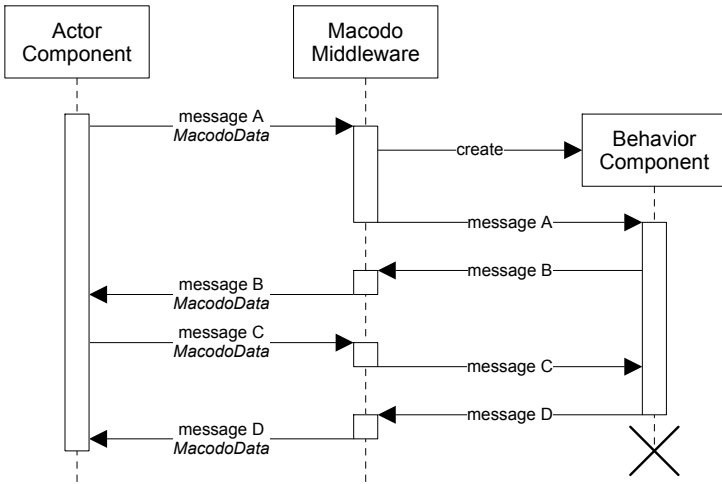 Actor
Component
Macodo
Middleware
message A
MacodoData
create
Behavior
Component
message A
message B
message B
MacodoData
message C
MacodoData
message C
message D
message D
MacodoData